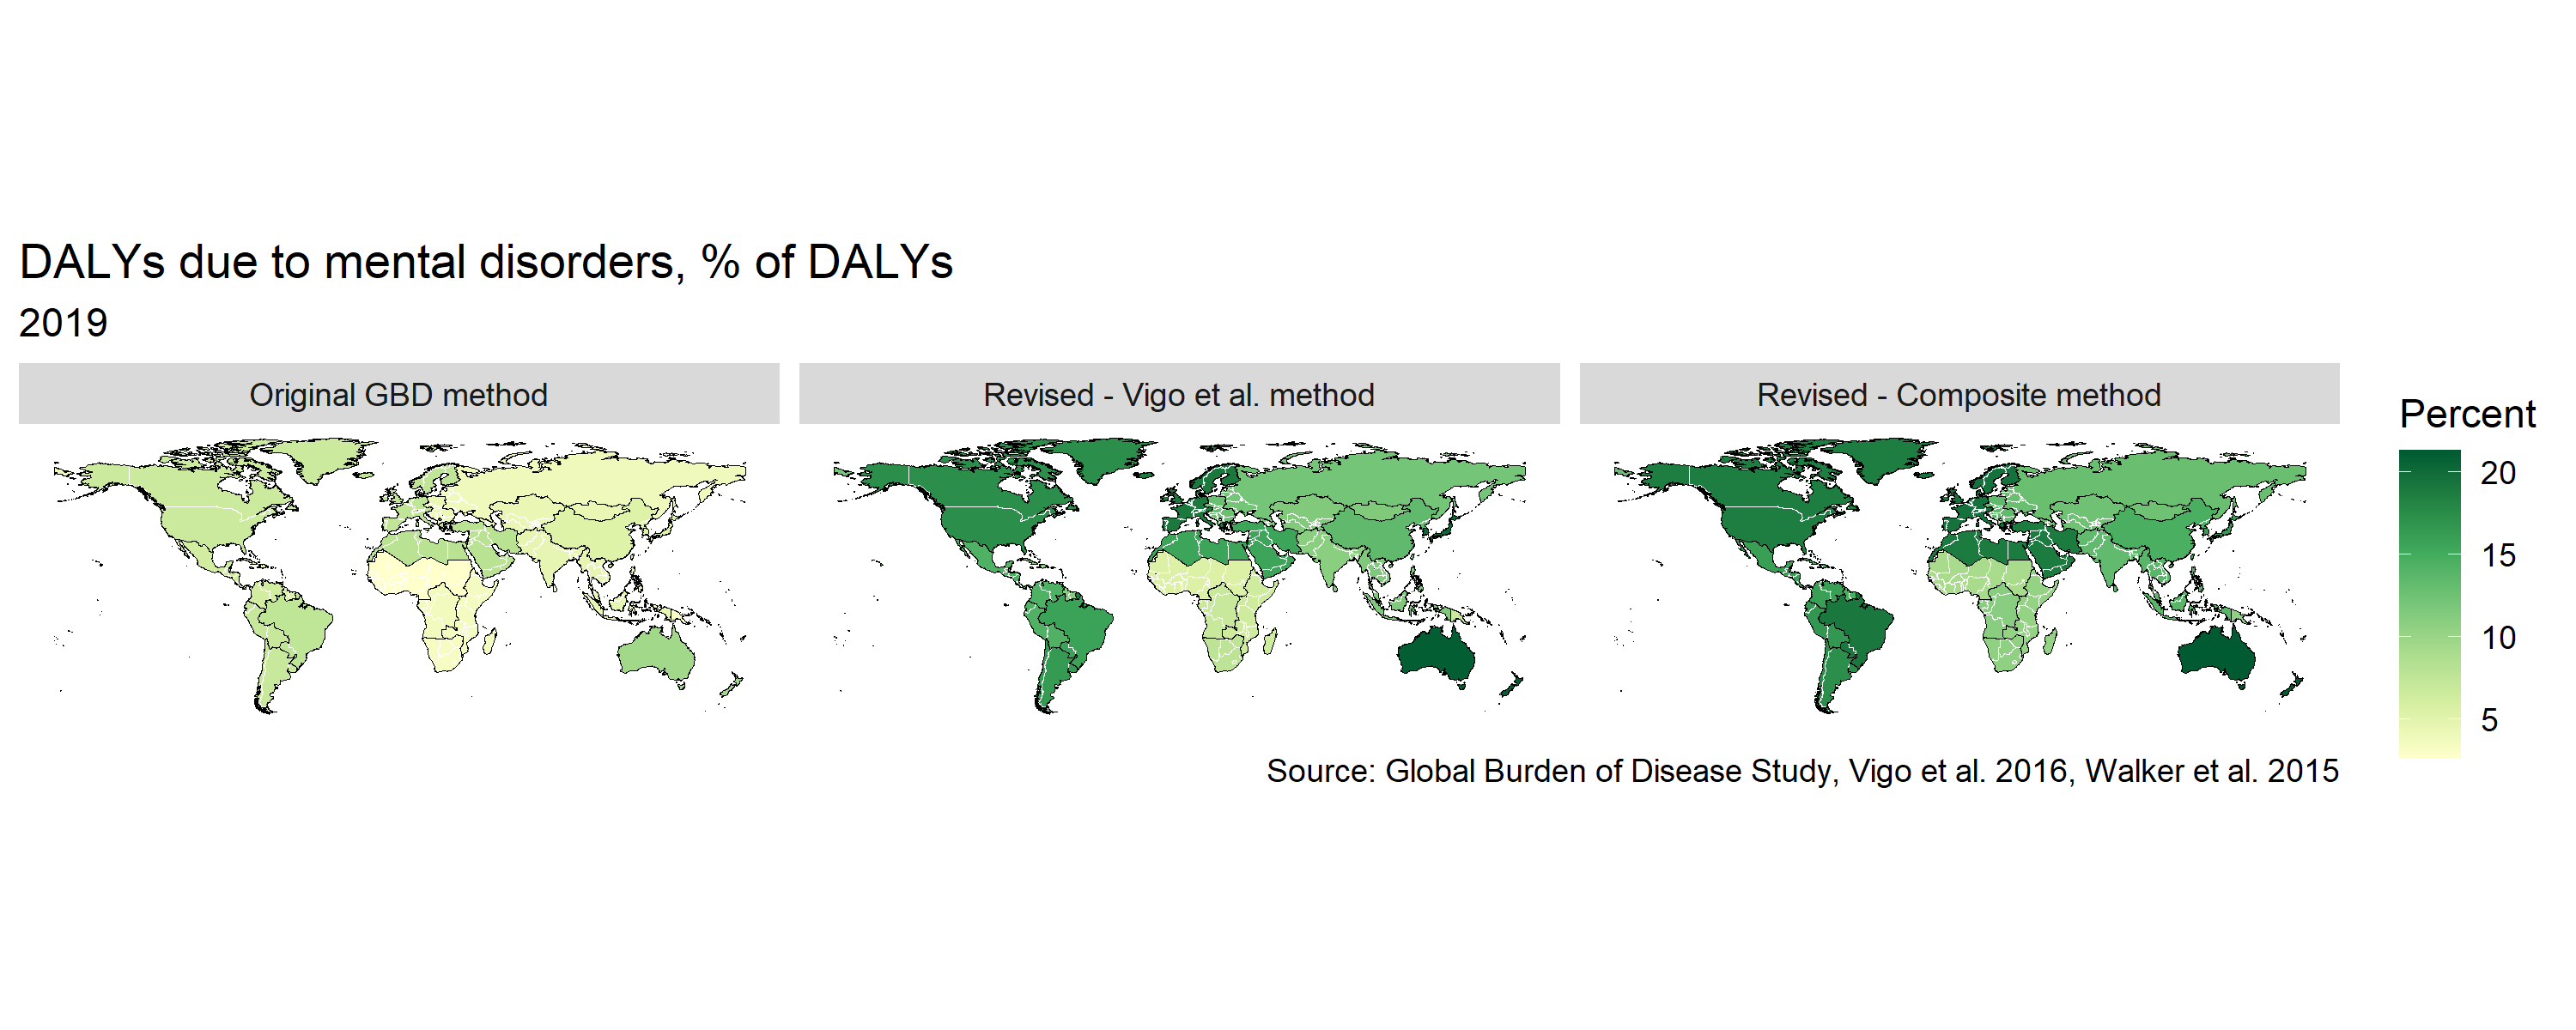 DALYs due to mental disorders, % of DALYs
2019
Original GBD method
Revised - Vigo et al. method
Revised - Composite method
Percent
20
15
10
5
Source: Global Burden of Disease Study, Vigo et al. 2016, Walker et al. 2015